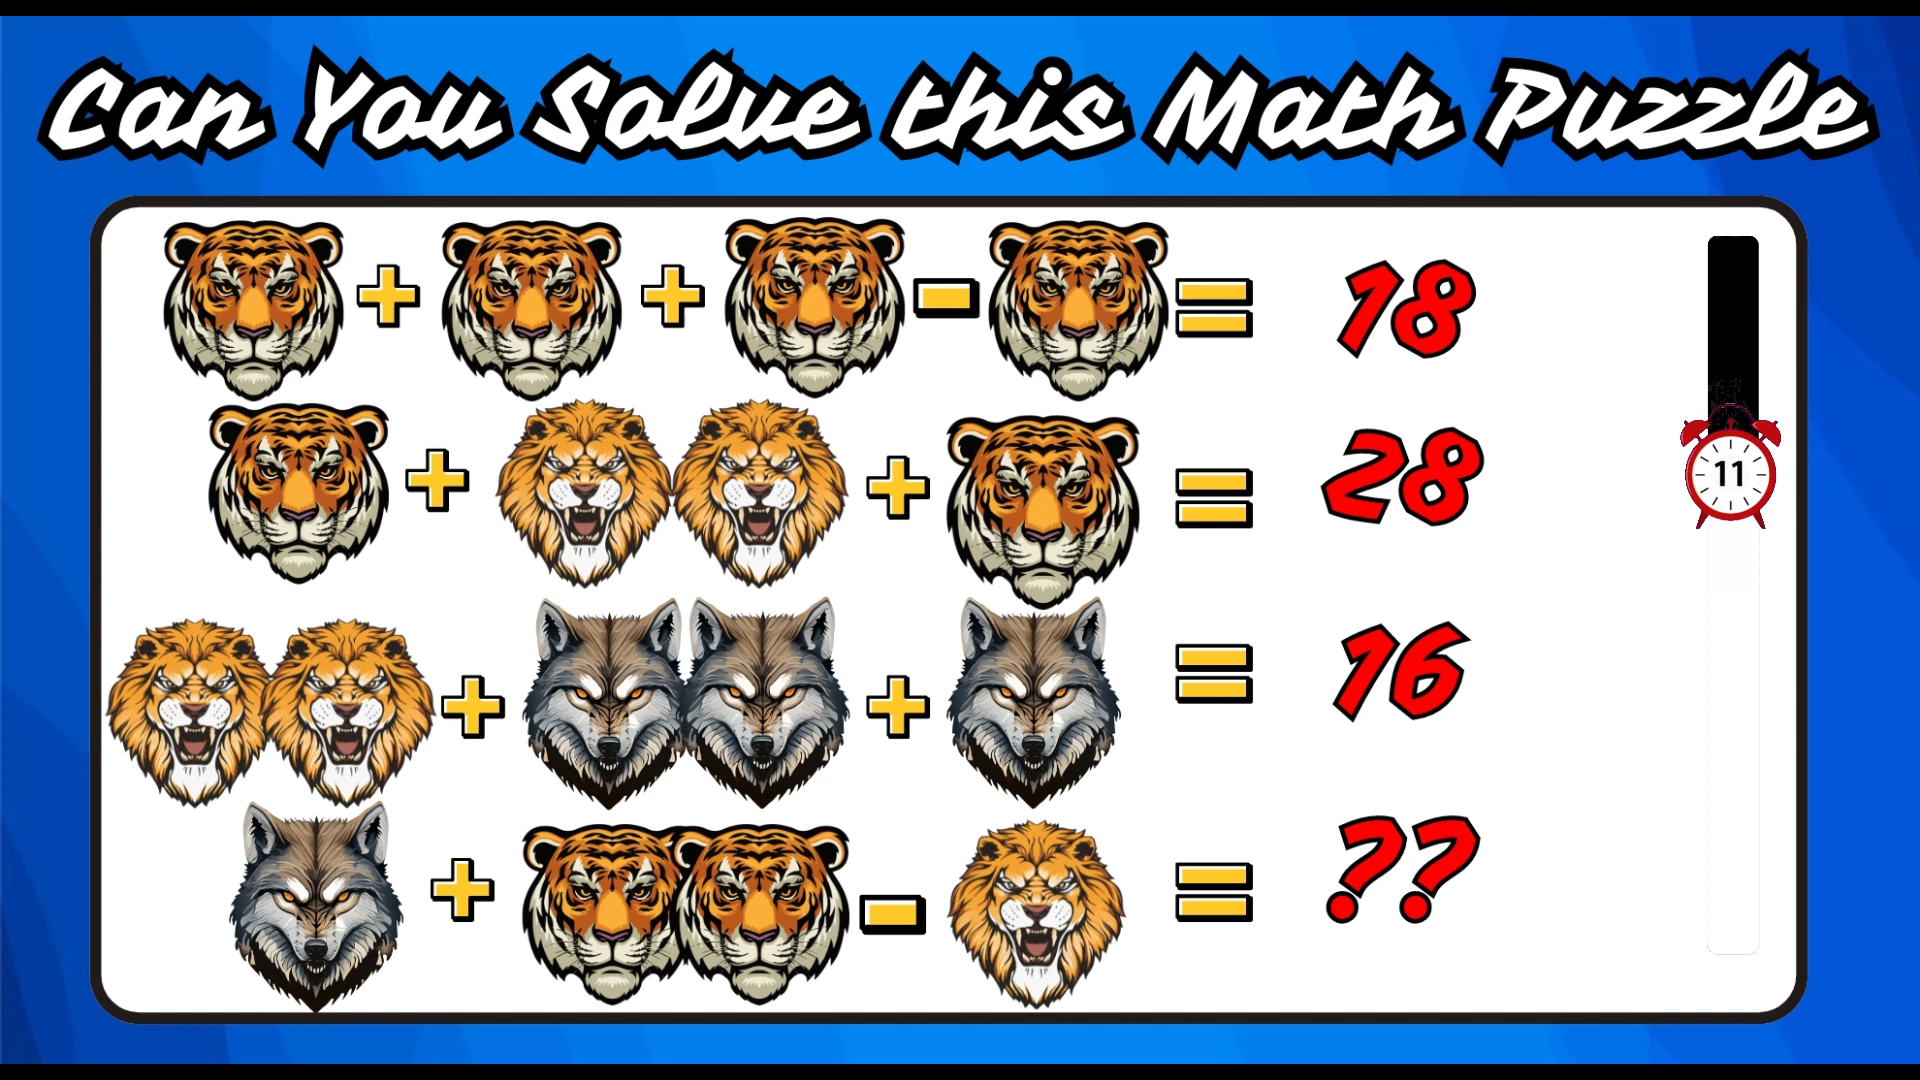 Can You Solve this Math Puzzle
+ + - = 18
+ + = 28
11
+ + = 16
+ - = ??